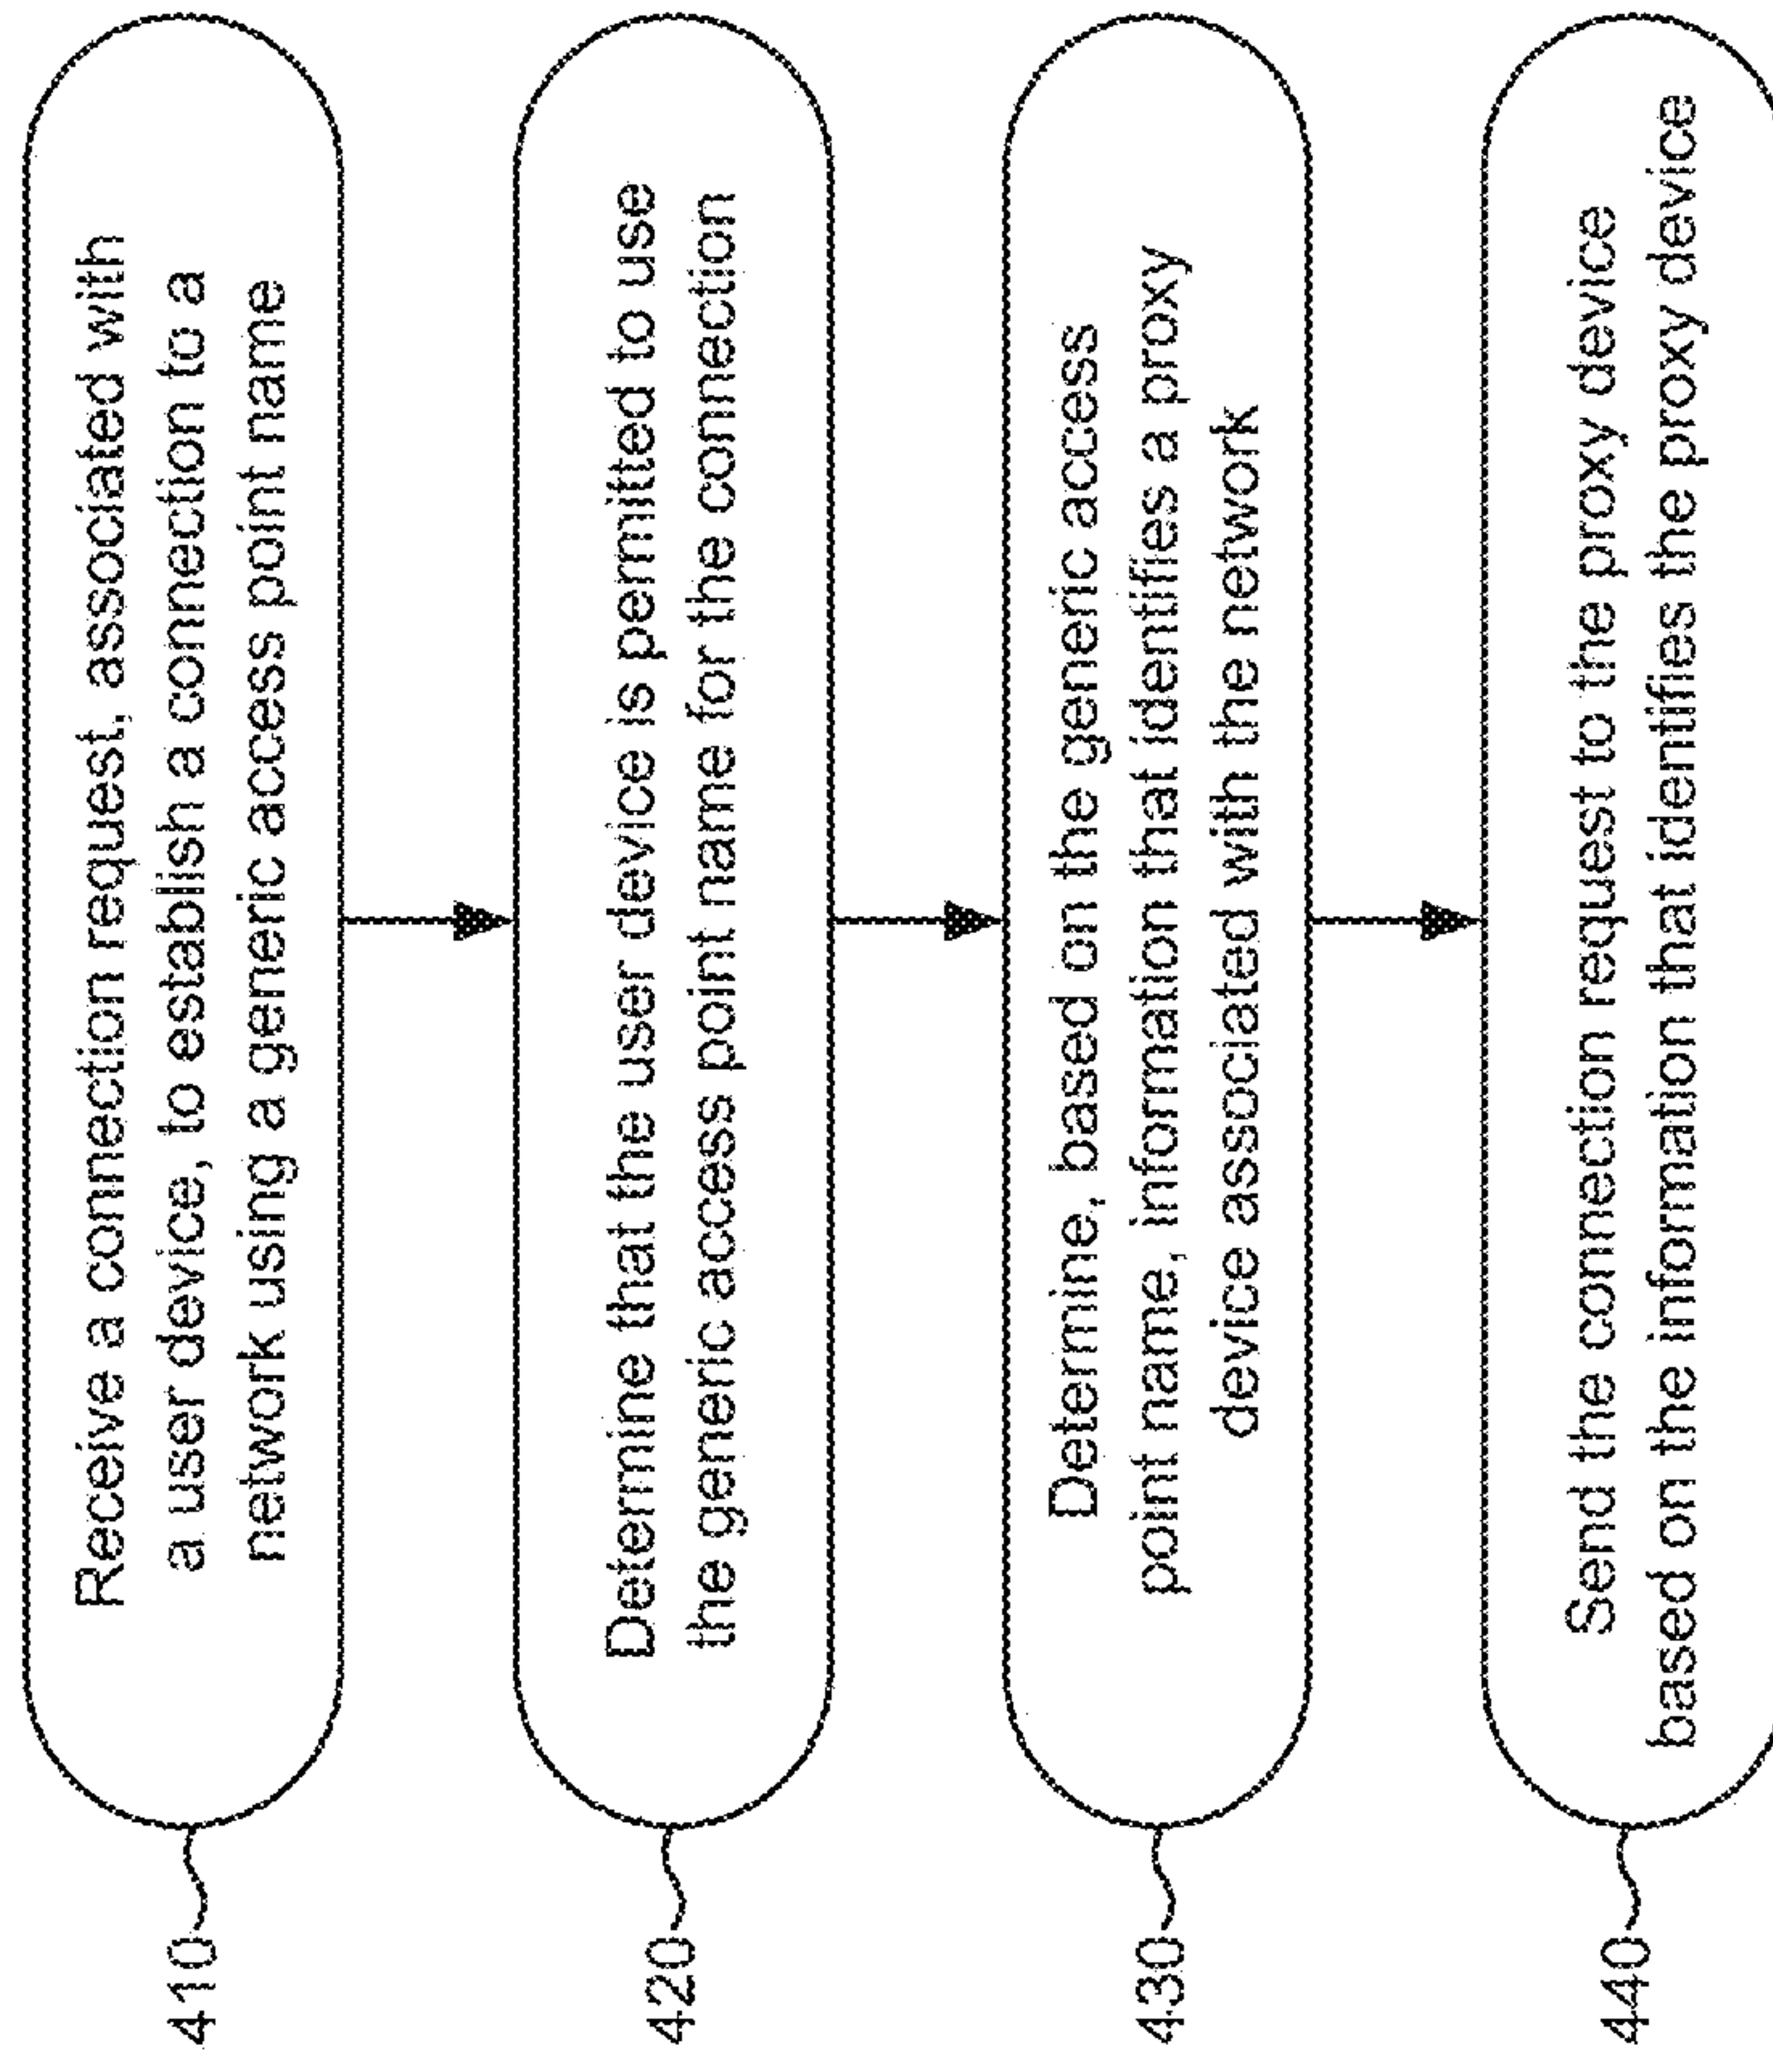 410
Receive a connection request, associated with
a user device, to establish a connection to a
network using a generic access point name
420
Determine that the user device is permitted to use
the generic access point name for the connection
430
Determine, based on the generic access
point name, information that identifies a proxy
device associated with the network
440
Send the connection request to the proxy device
based on the information that identifies the proxy device